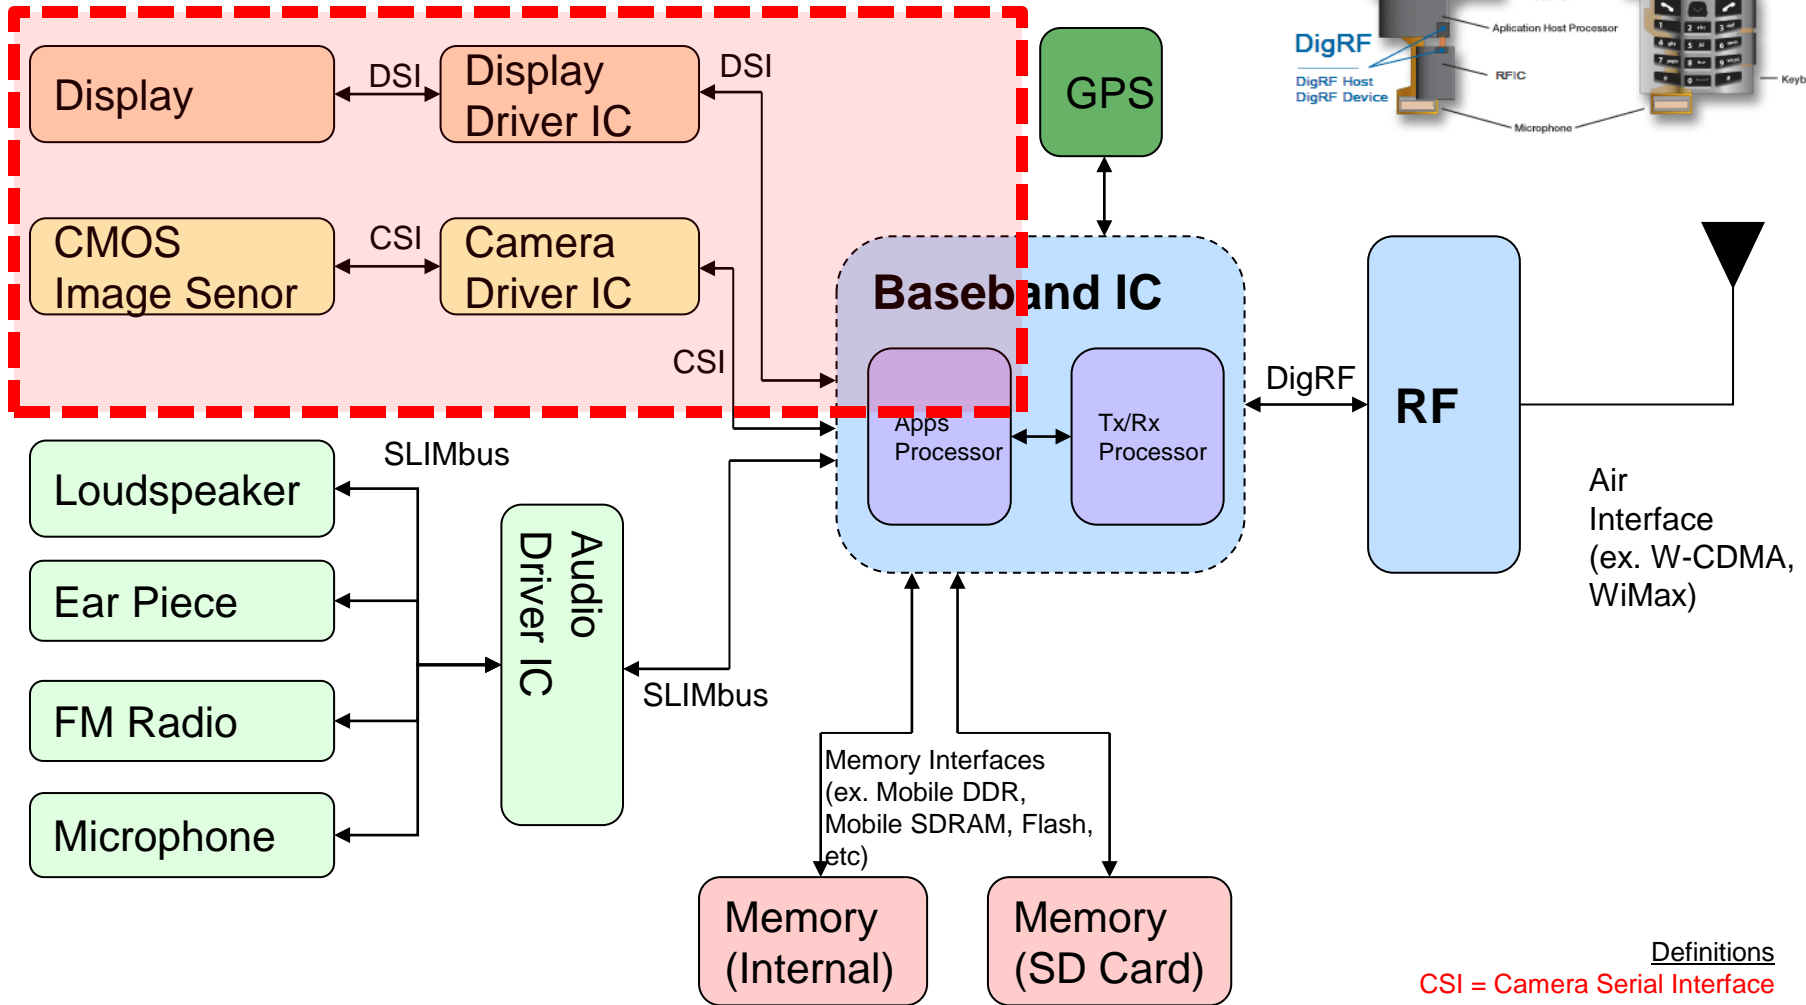 Display
DSI
Display
Driver IC
DSI
GPS
DigRF
DigRF Host
DigRF Device
Aplication Host Processor
RFIC
Microphone
Keyb
CMOS
Image Senor
CSI
Camera
Driver IC
CSI
Baseband IC
Apps
Processor
Tx/Rx
Processor
DigRF
RF
Air
Interface
(ex. W-CDMA,
WiMax)
SLIMbus
Loudspeaker
Ear Piece
FM Radio
Microphone
Audio
Driver IC
SLIMbus
Memory Interfaces
(ex. Mobile DDR,
Mobile SDRAM, Flash,
etc)
Memory
(Internal)
Memory
(SD Card)
Definitions
CSI = Camera Serial Interface